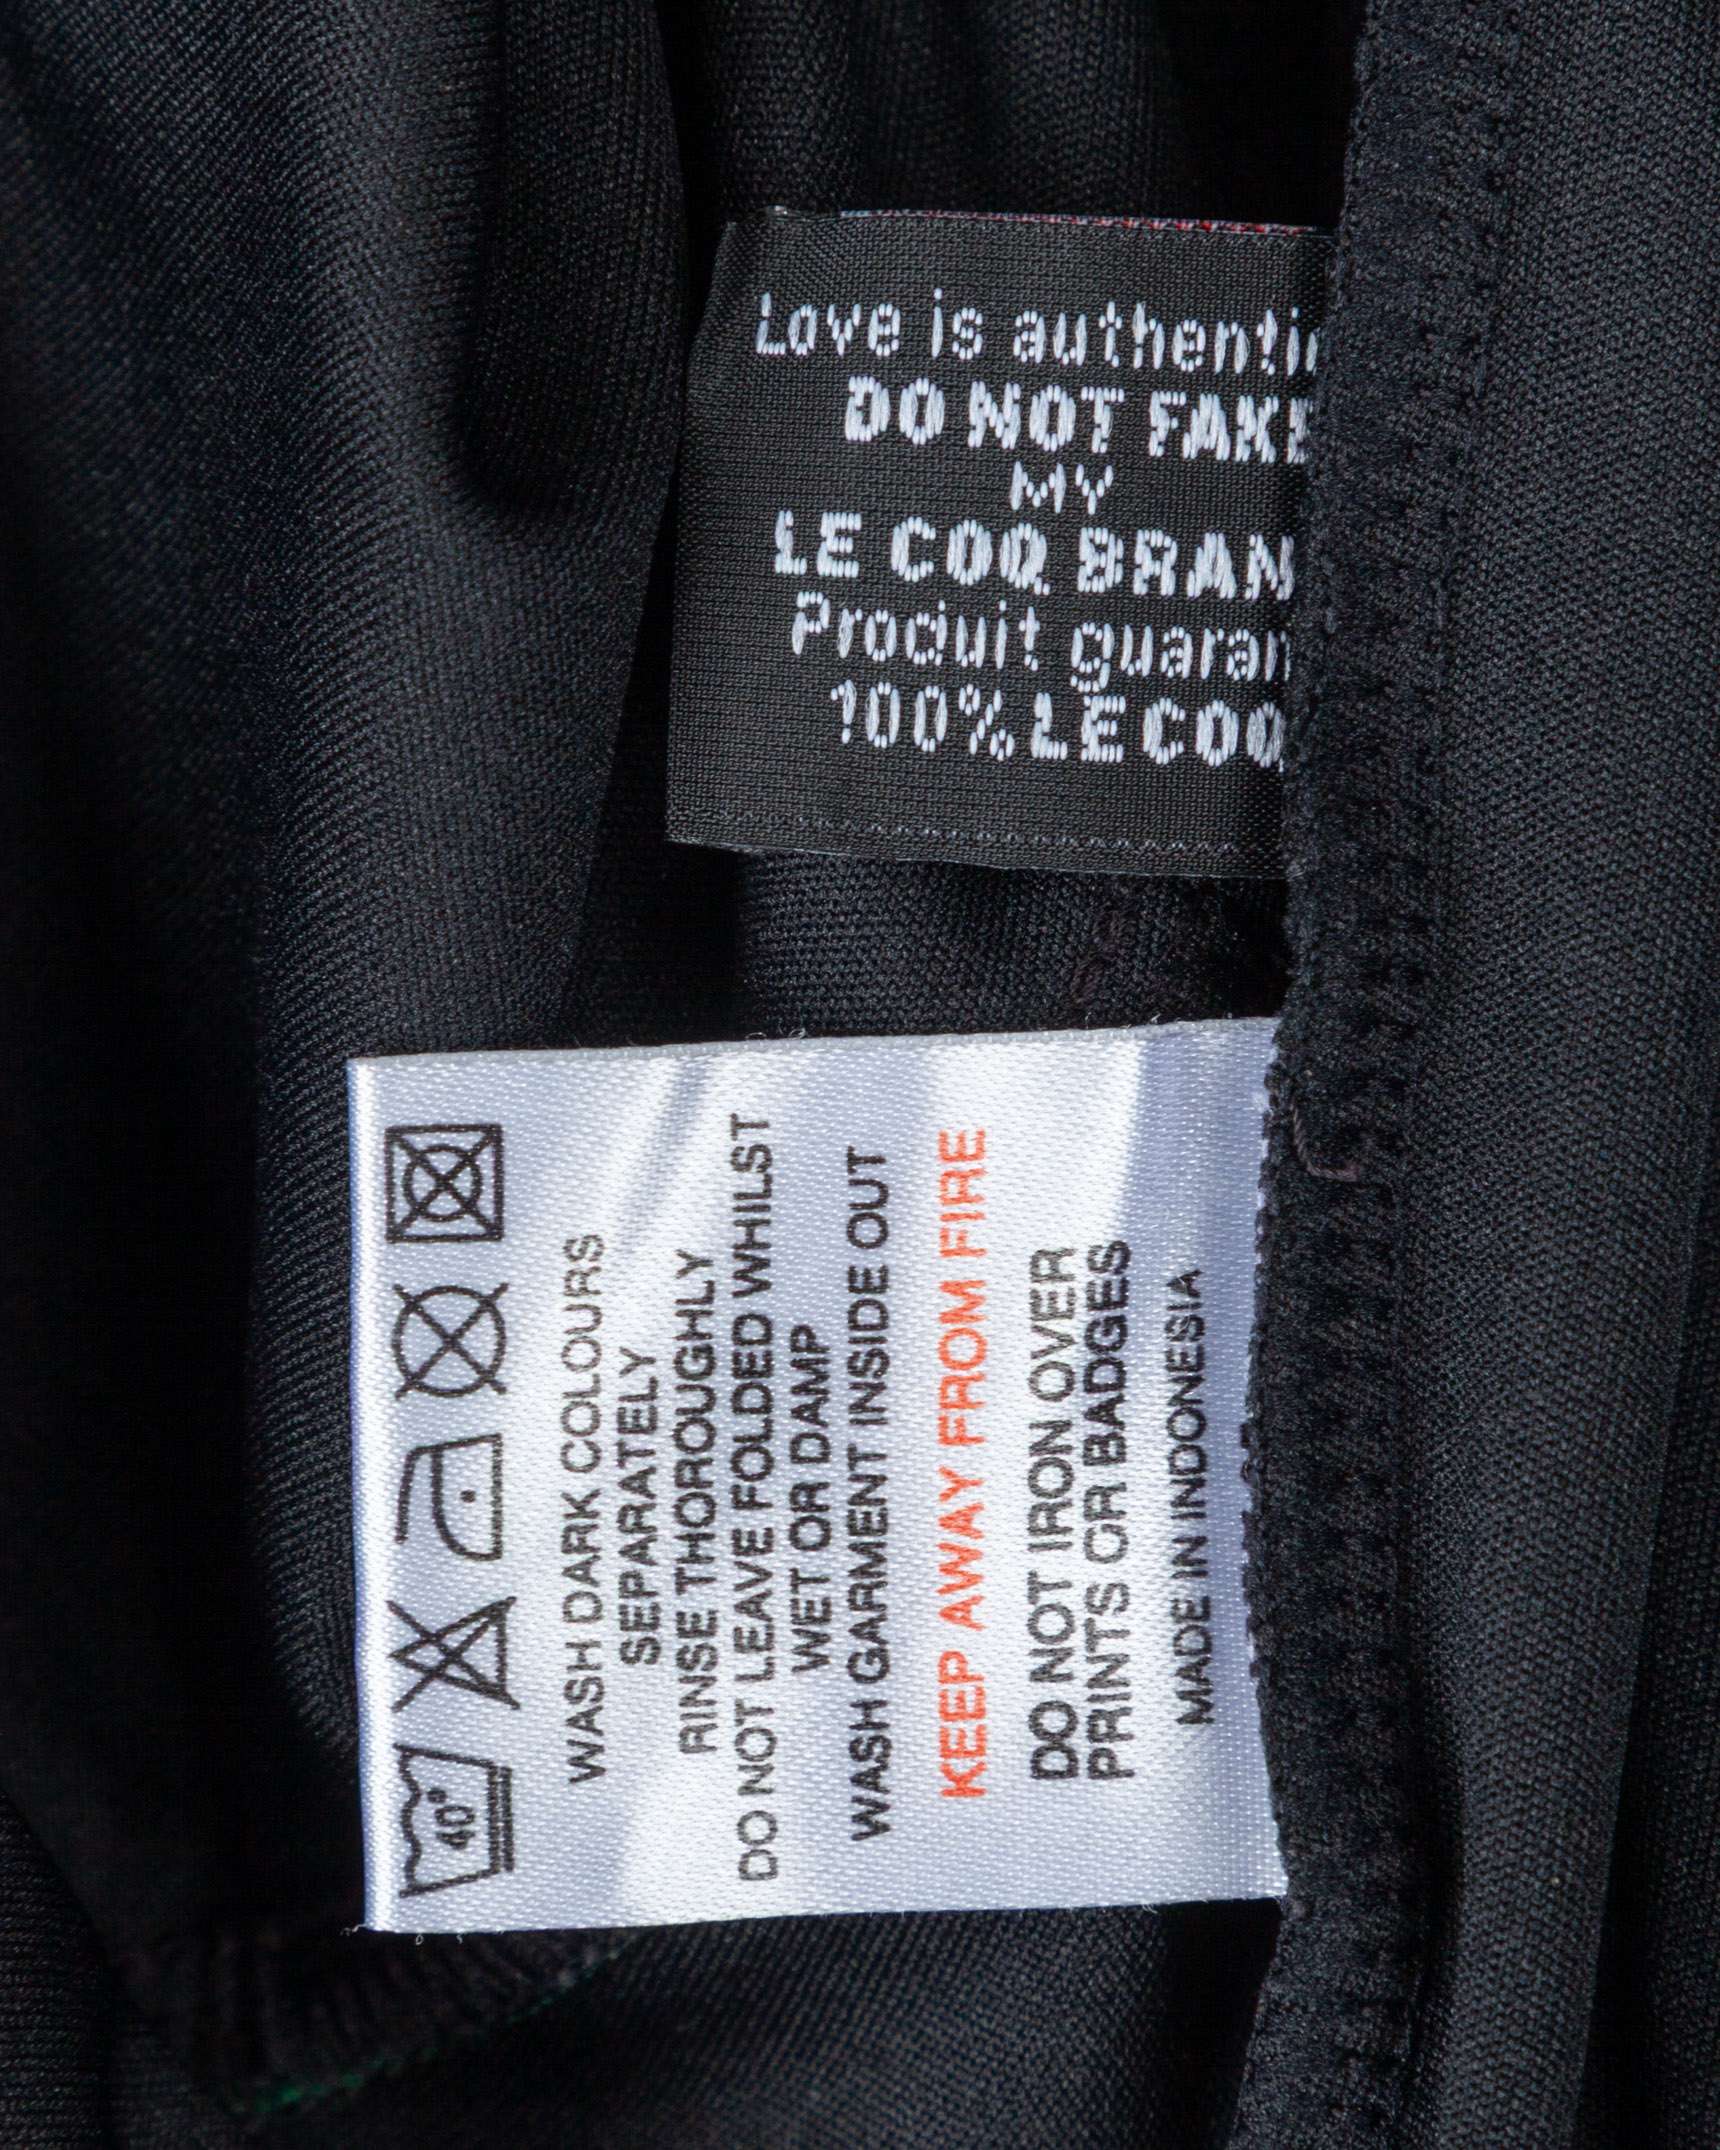 Love is authenti
DO NOT FAKE
MY
LE COQ BRAN
Produit guaran
100% LE COQ
40°
WASH DARK COLOURS
SEPARATELY
RINSE THOROUGHLY
DO NOT LEAVE FOLDED WHILST
WET OR DAMP
WASH GARMENT INSIDE OUT
KEEP AWAY FROM FIRE
DO NOT IRON OVER
PRINTS OR BADGES
MADE IN INDONESIA